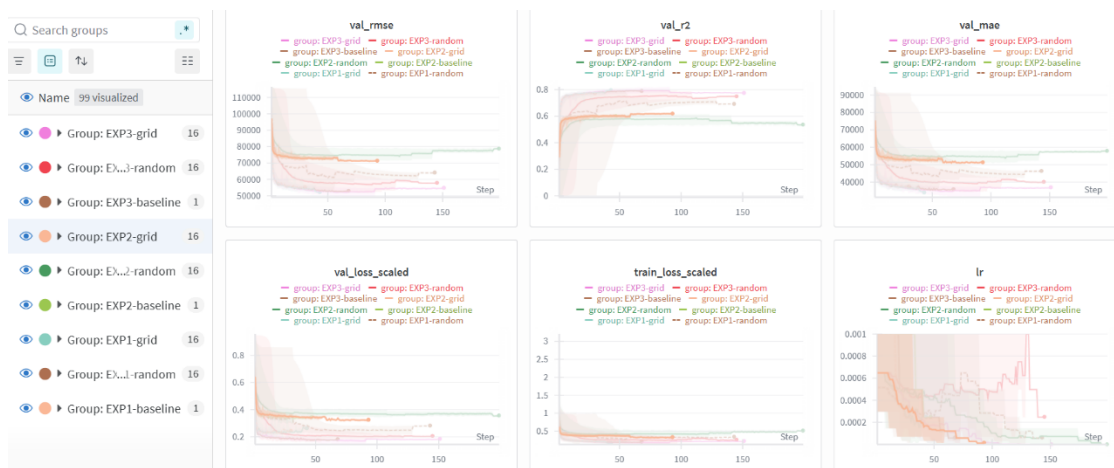 Search groups
.*
Name 99 visualized
Group: EXP3-grid 16
Group: EX...3-random 16
Group: EXP3-baseline 1
Group: EXP2-grid 16
Group: EX...2-random 16
Group: EXP2-baseline 1
Group: EXP1-grid 16
Group: EX...1-random 16
Group: EXP1-baseline 1
val_rmse
group: EXP3-grid group: EXP3-random
group: EXP3-baseline group: EXP2-grid
group: EXP2-random group: EXP2-baseline
group: EXP1-grid group: EXP1-random
110000
100000
90000
80000
70000
60000
50000
Step
50 100 150
val_r2
group: EXP3-grid group: EXP3-random
group: EXP3-baseline group: EXP2-grid
group: EXP2-random group: EXP2-baseline
group: EXP1-grid group: EXP1-random
0.8
0.6
0.4
0.2
0
Step
50 100 150
val_mae
group: EXP3-grid group: EXP3-random
group: EXP3-baseline group: EXP2-grid
group: EXP2-random group: EXP2-baseline
group: EXP1-grid group: EXP1-random
90000
80000
70000
60000
50000
40000
Step
50 100 150
val_loss_scaled
group: EXP3-grid group: EXP3-random
group: EXP3-baseline group: EXP2-grid
group: EXP2-random group: EXP2-baseline
group: EXP1-grid group: EXP1-random
0.8
0.6
0.4
0.2
Step
50 100 150
train_loss_scaled
group: EXP3-grid group: EXP3-random
group: EXP3-baseline group: EXP2-grid
group: EXP2-random group: EXP2-baseline
group: EXP1-grid group: EXP1-random
3
2.5
2
1.5
1
0.5
Step
50 100 150
lr
group: EXP3-grid group: EXP3-random
group: EXP3-baseline group: EXP2-grid
group: EXP2-random group: EXP2-baseline
group: EXP1-grid group: EXP1-random
0.001
0.0008
0.0006
0.0004
0.0002
Step
50 100 150